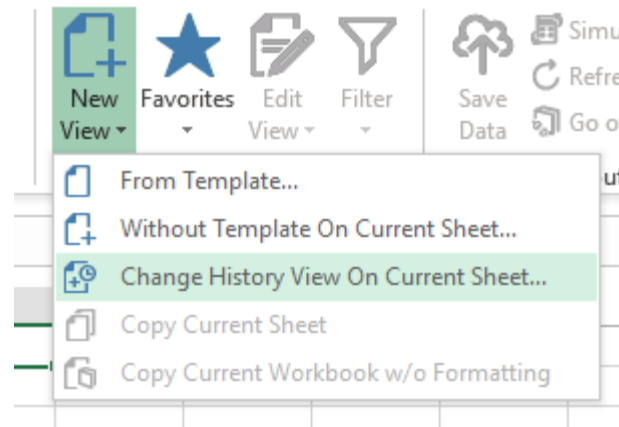 New
View
Favorites
Edit
View
Filter
Save
Data
Simu
Refre
Go o
From Template...
Without Template On Current Sheet...
Change History View On Current Sheet...
Copy Current Sheet
Copy Current Workbook w/o Formatting